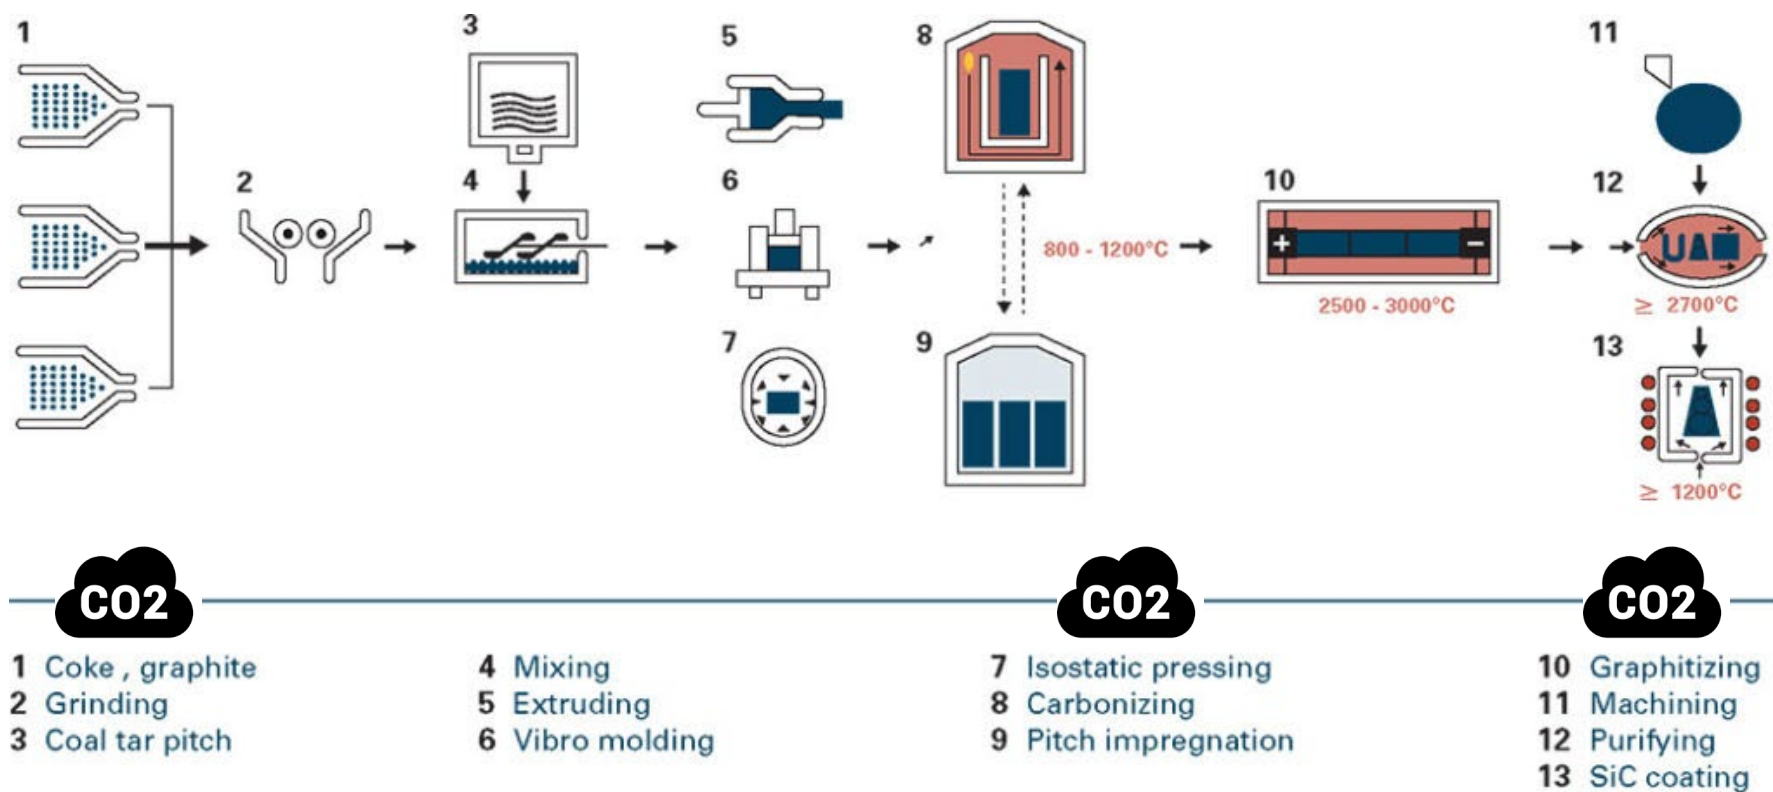 1
3
5
8
11
2
4
6
10
12
+
−
800 - 1200°C
2500 - 3000°C
≥ 2700°C
7
9
13
≥ 1200°C
CO2
CO2
CO2
1 Coke , graphite
2 Grinding
3 Coal tar pitch
4 Mixing
5 Extruding
6 Vibro molding
7 Isostatic pressing
8 Carbonizing
9 Pitch impregnation
10 Graphitizing
11 Machining
12 Purifying
13 SiC coating